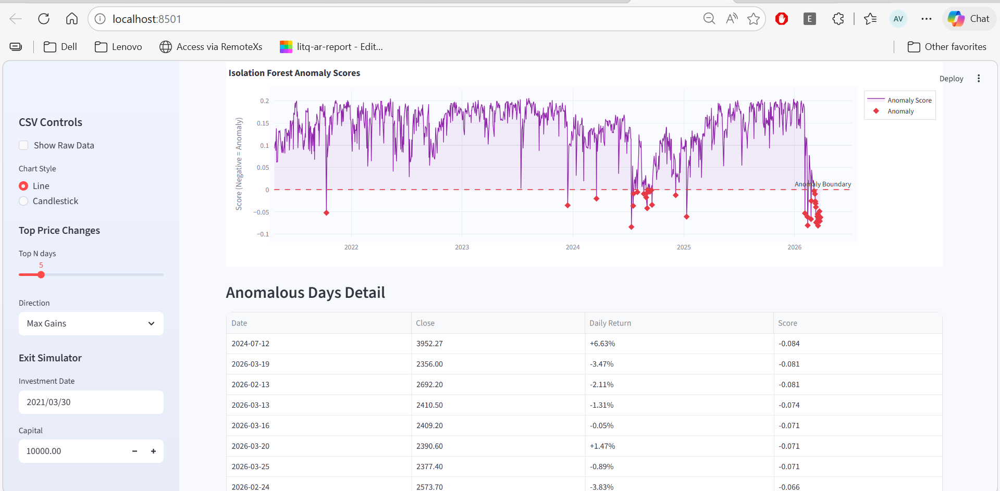 localhost:8501
E
AV
Chat
Dell
Lenovo
Access via RemoteXs
litq-ar-report - Edit...
Other favorites
Deploy
CSV Controls
Show Raw Data
Chart Style
Line
Candlestick
Top Price Changes
Top N days
5
Direction
Max Gains
Exit Simulator
Investment Date
2021/03/30
Capital
10000.00
Isolation Forest Anomaly Scores
Score (Negative = Anomaly)
0.2
0.15
0.1
0.05
0
−0.05
−0.1
2022
2023
2024
2025
2026
Anomaly Boundary
Anomaly Score
Anomaly
Anomalous Days Detail
Date Close Daily Return Score
2024-07-12 3952.27 +6.63% -0.084
2026-03-19 2356.00 -3.47% -0.081
2026-02-13 2692.20 -2.11% -0.081
2026-03-13 2410.50 -1.31% -0.074
2026-03-16 2409.20 -0.05% -0.071
2026-03-20 2390.60 +1.47% -0.071
2026-03-25 2377.40 -0.89% -0.071
2026-02-24 2573.70 -3.83% -0.066